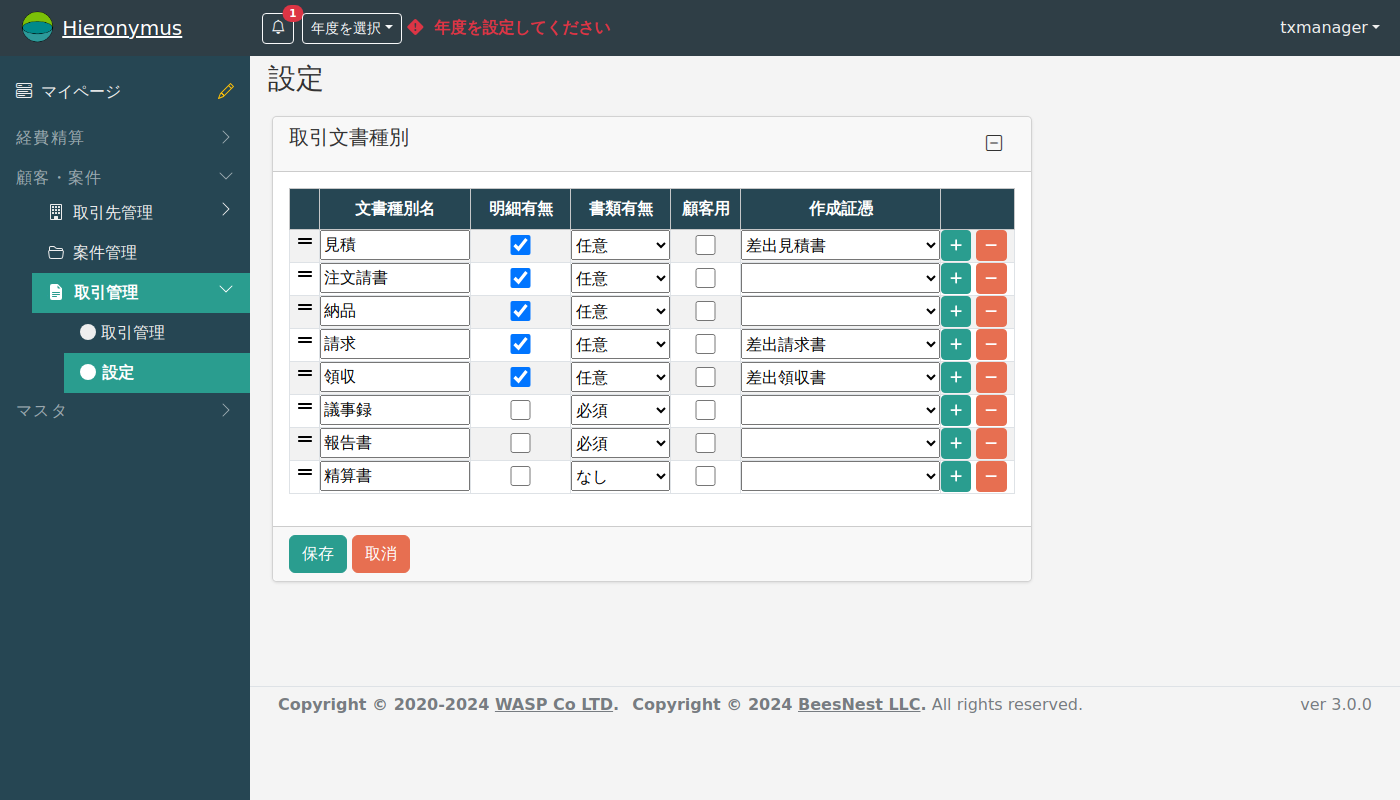 Hieronymus
1
年度を選択
年度を設定してください
txmanager
マイページ
経費精算
顧客・案件
取引先管理
案件管理
取引管理
取引管理
設定
マスタ
設定
取引文書種別
文書種別名 明細有無 書類有無 顧客用 作成証憑
見積 任意 差出見積書
注文請書 任意
納品 任意
請求 任意 差出請求書
領収 任意 差出領収書
議事録 必須
報告書 必須
精算書 なし
保存 取消
Copyright © 2020-2024 WASP Co LTD. Copyright © 2024 BeesNest LLC. All rights reserved. ver 3.0.0